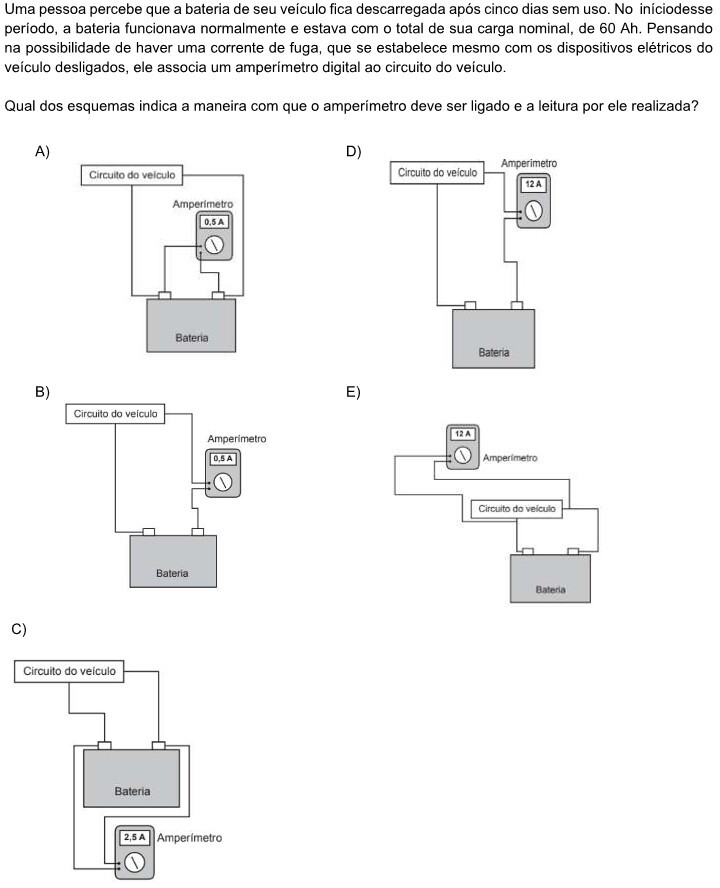 Uma pessoa percebe que a bateria de seu veículo fica descarregada após cinco dias sem uso. No iníciodesse
período, a bateria funcionava normalmente e estava com o total de sua carga nominal, de 60 Ah. Pensando
na possibilidade de haver uma corrente de fuga, que se estabelece mesmo com os dispositivos elétricos do
veículo desligados, ele associa um amperímetro digital ao circuito do veículo.
Qual dos esquemas indica a maneira com que o amperímetro deve ser ligado e a leitura por ele realizada?
A)
Circuito do veículo
Amperímetro
0,5 A
Bateria
D)
Circuito do veículo
Amperímetro
12 A
Bateria
B)
Circuito do veículo
Amperímetro
0,5 A
Bateria
E)
12 A
Amperímetro
Circuito do veículo
Bateria
C)
Circuito do veículo
Bateria
2,5 A
Amperímetro